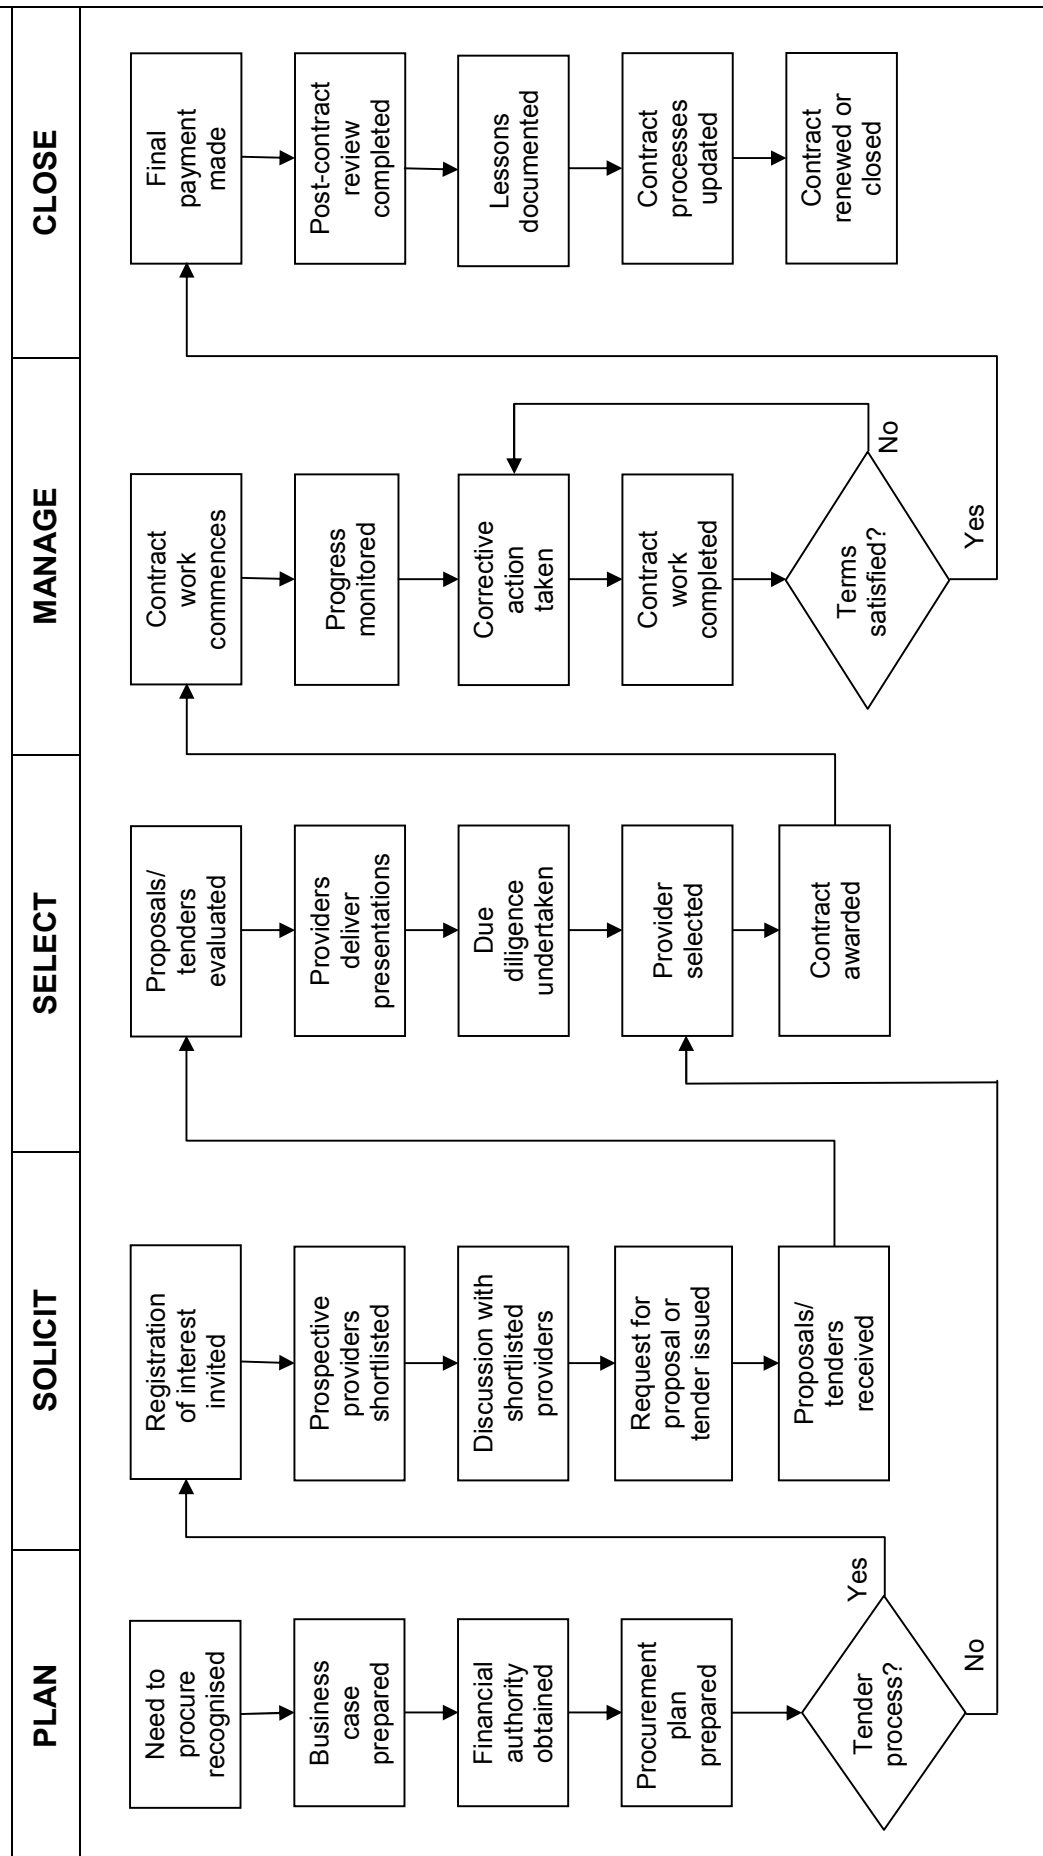 PLAN
Need to
procure
recognised
Business
case
prepared
Financial
authority
obtained
Procurement
plan
prepared
Tender
process?
Yes
No
SOLICIT
Registration
of interest
invited
Prospective
providers
shortlisted
Discussion with
shortlisted
providers
Request for
proposal or
tender issued
Proposals/
tenders
received
SELECT
Proposals/
tenders
evaluated
Providers
deliver
presentations
Due
diligence
undertaken
Provider
selected
Contract
awarded
MANAGE
Contract
work
commences
Progress
monitored
Corrective
action
taken
Contract
work
completed
Terms
satisfied?
No
Yes
CLOSE
Final
payment
made
Post-contract
review
completed
Lessons
documented
Contract
processes
updated
Contract
renewed or
closed